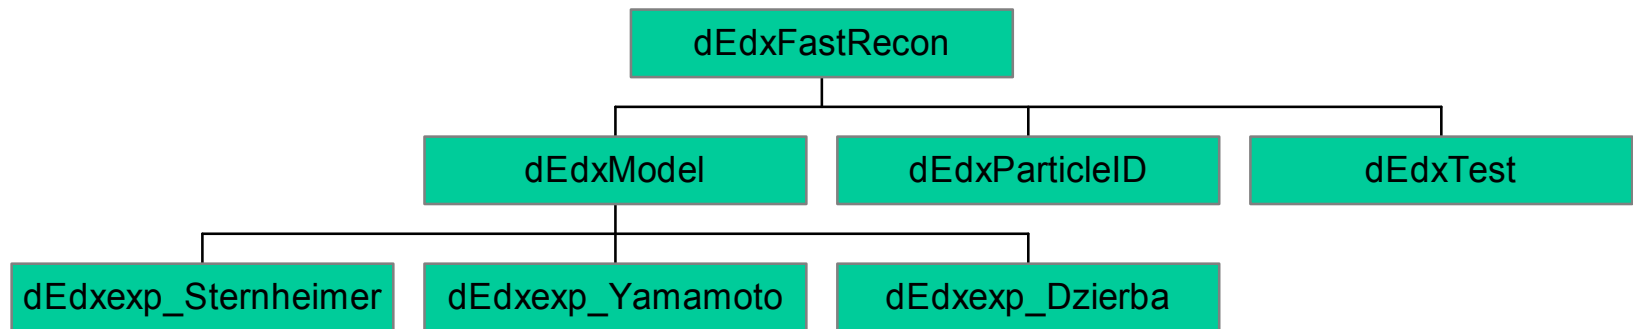 dEdxFastRecon
dEdxModel
dEdxParticleID
dEdxTest
dEdxexp_Sternheimer
dEdxexp_Yamamoto
dEdxexp_Dzierba